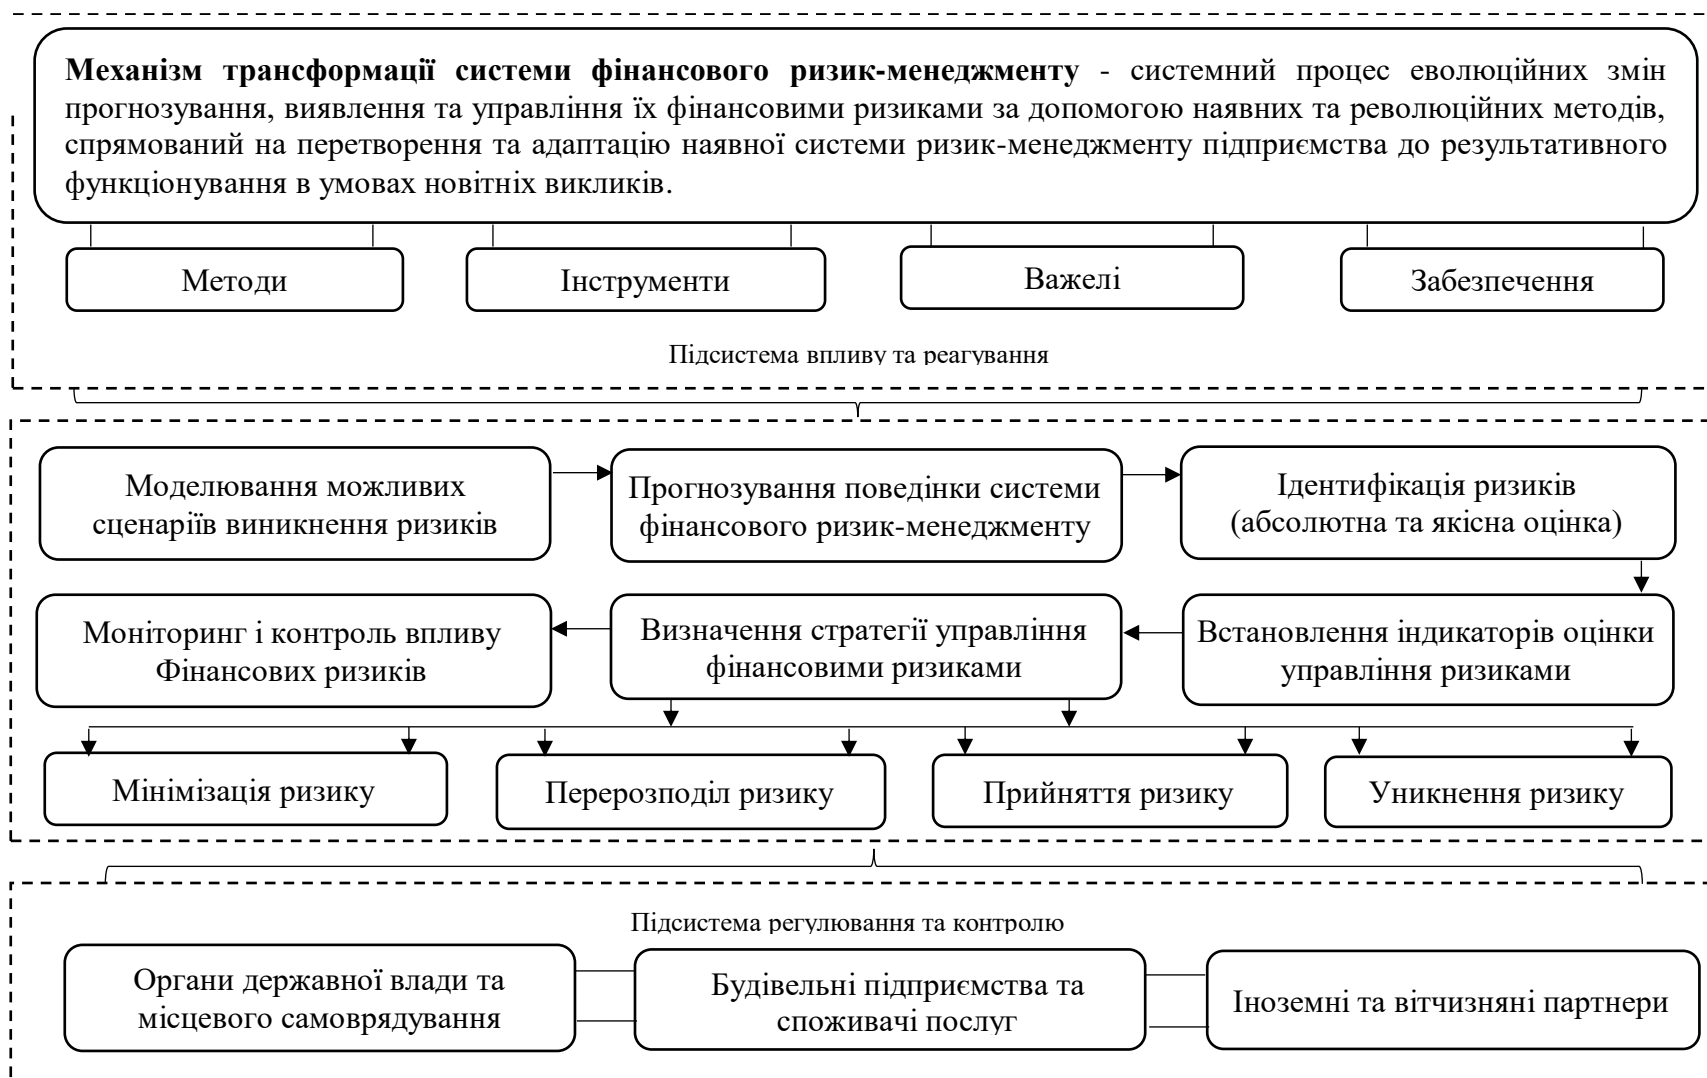 Механізм трансформації системи фінансового ризик-менеджменту - системний процес еволюційних змін
прогнозування, виявлення та управління їх фінансовими ризиками за допомогою наявних та революційних методів,
спрямований на перетворення та адаптацію наявної системи ризик-менеджменту підприємства до результативного
функціонування в умовах новітніх викликів.
Методи
Інструменти
Важелі
Забезпечення
Підсистема впливу та реагування
Моделювання можливих
сценаріїв виникнення ризиків
Прогнозування поведінки системи
фінансового ризик-менеджменту
Ідентифікація ризиків
(абсолютна та якісна оцінка)
Моніторинг і контроль впливу
Фінансових ризиків
Визначення стратегії управління
фінансовими ризиками
Встановлення індикаторів оцінки
управління ризиками
Мінімізація ризику
Перерозподіл ризику
Прийняття ризику
Уникнення ризику
Підсистема регулювання та контролю
Органи державної влади та
місцевого самоврядування
Будівельні підприємства та
споживачі послуг
Іноземні та вітчизняні партнери